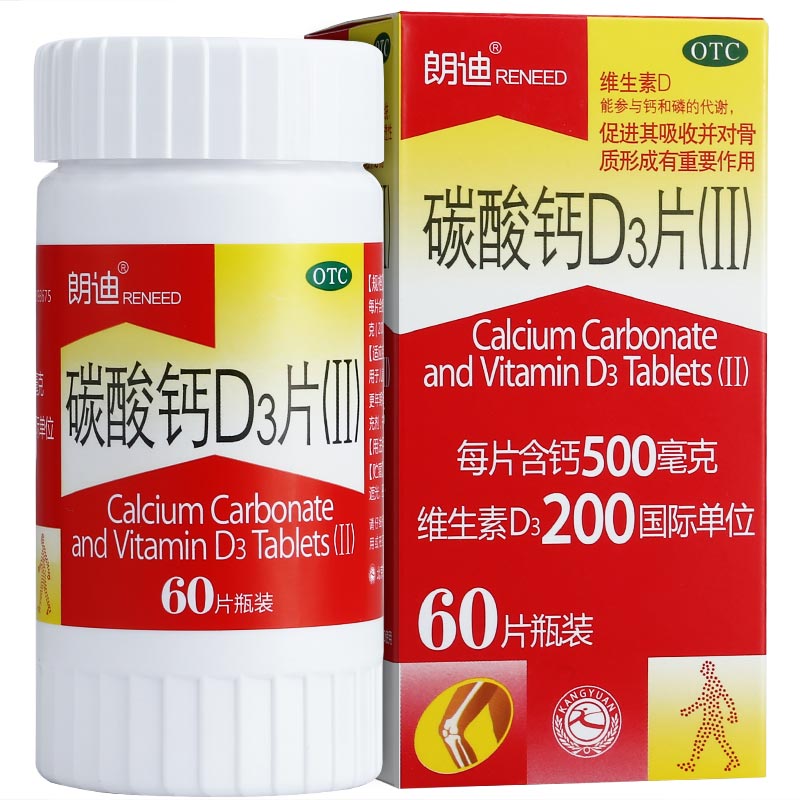 朗迪® RENEED
OTC
碳酸钙D3片(II)
Calcium Carbonate
and Vitamin D3 Tablets (II)
60片瓶装
朗迪® RENEED
OTC
维生素D
能参与钙和磷的代谢，
促进其吸收并对骨
质形成有重要作用
碳酸钙D3片(II)
Calcium Carbonate
and Vitamin D3 Tablets (II)
每片含钙500毫克
维生素D3 200国际单位
60片瓶装
KANGYUAN